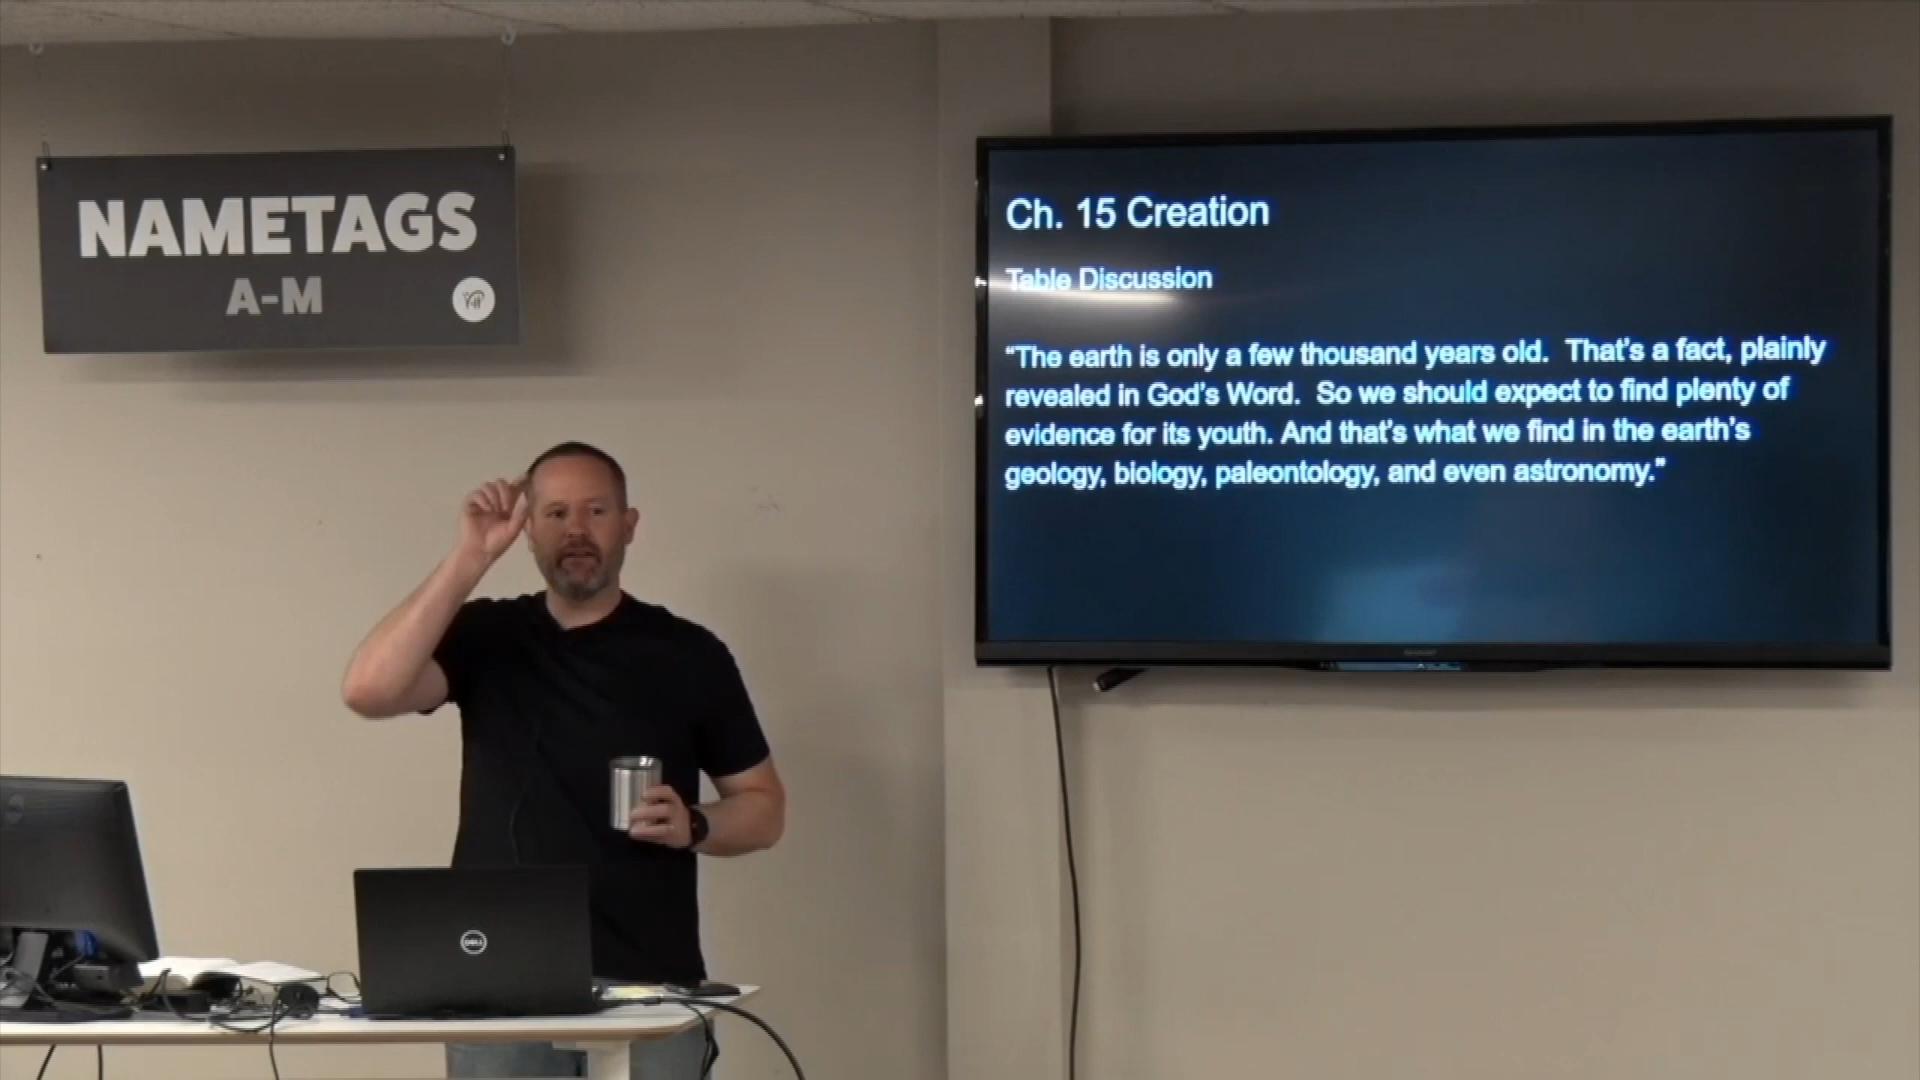 NAMETAGS
A-M
Ch. 15 Creation
Table Discussion
“The earth is only a few thousand years old.  That’s a fact, plainly
revealed in God’s Word.  So we should expect to find plenty of
evidence for its youth. And that’s what we find in the earth’s
geology, biology, paleontology, and even astronomy.”
DELL